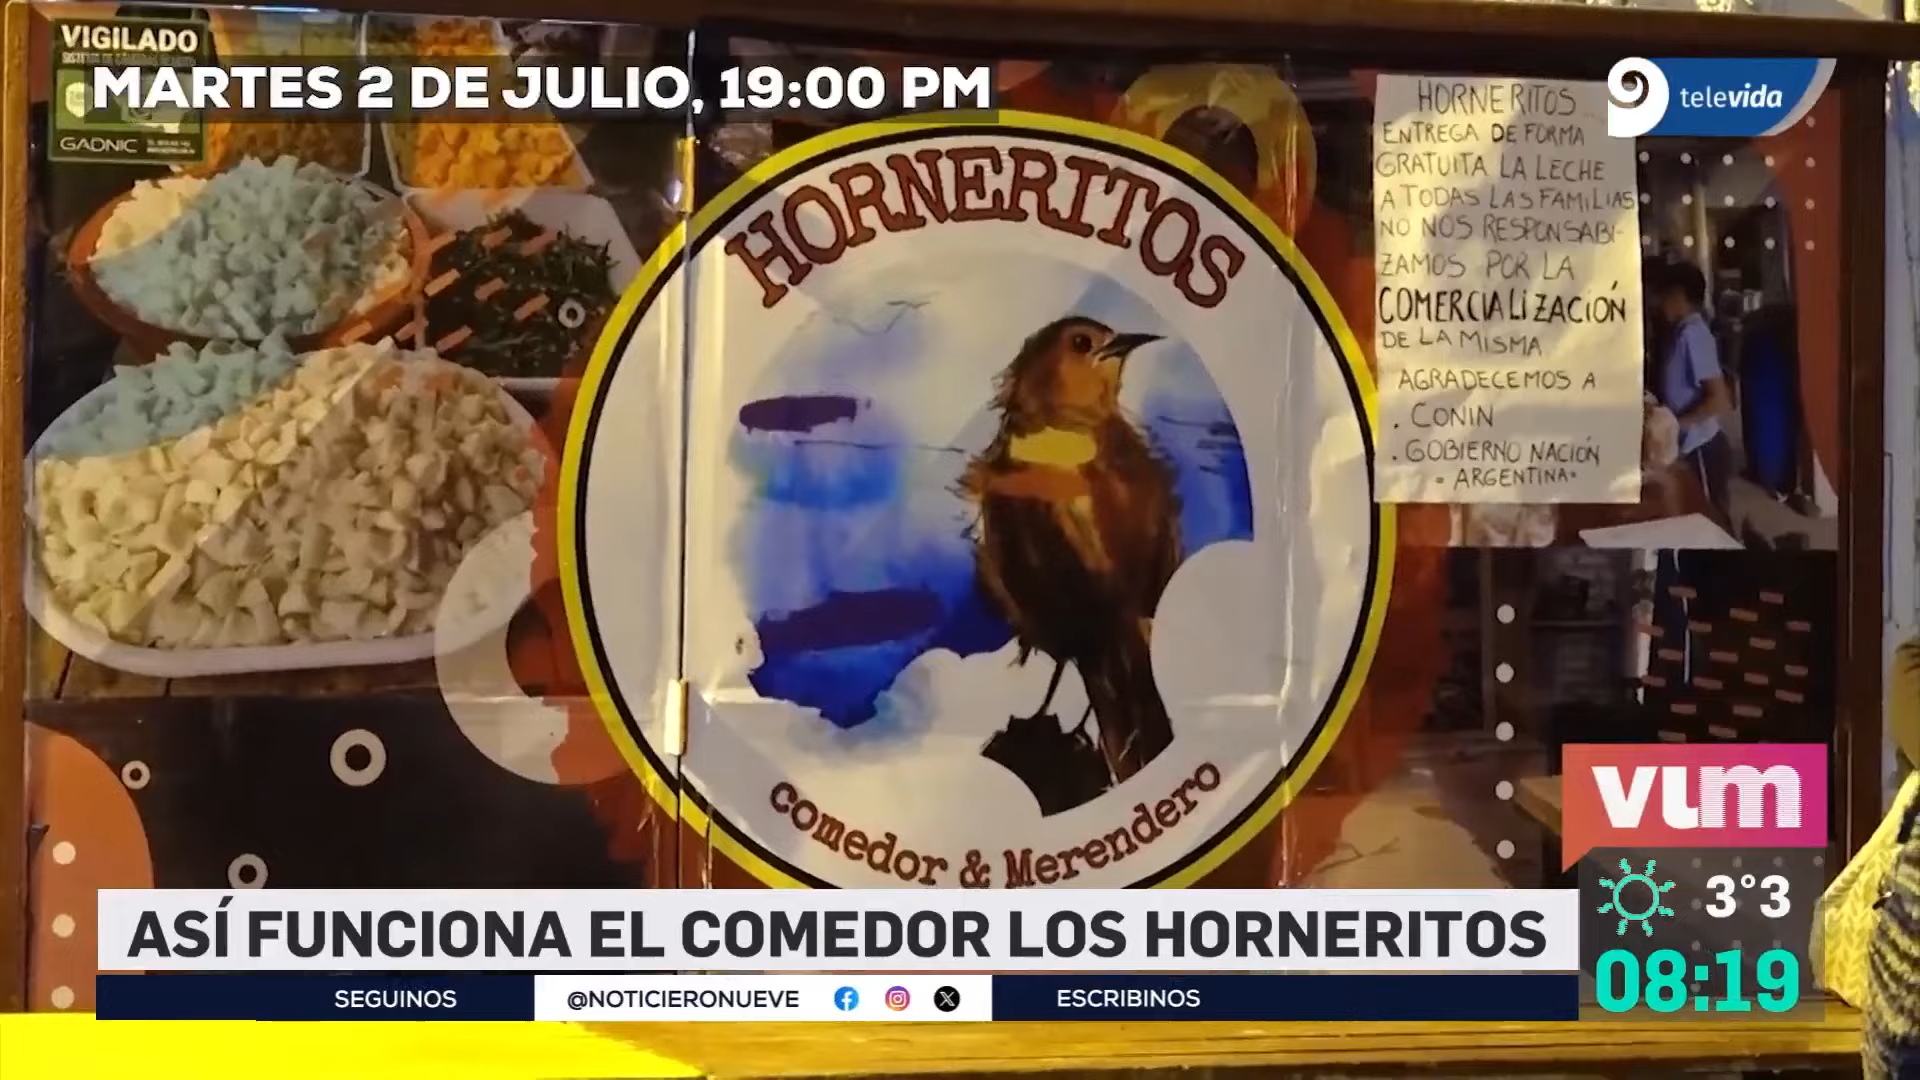 VIGILADO
GADNIC
MARTES 2 DE JULIO, 19:00 PM
9 televida
HORNERITOS
comedor & Merendero
HORNERITOS
ENTREGA DE FORMA
GRATUITA LA LECHE
A TODAS LAS FAMILIAS
NO NOS RESPONSABI-
ZAMOS POR LA
COMERCIALIZACIÓN
DE LA MISMA
AGRADECEMOS A
. CONIN
. GOBIERNO NACIÓN
• ARGENTINA•
vlm
3°3
08:19
ASÍ FUNCIONA EL COMEDOR LOS HORNERITOS
SEGUINOS @NOTICIERONUEVE ESCRIBINOS